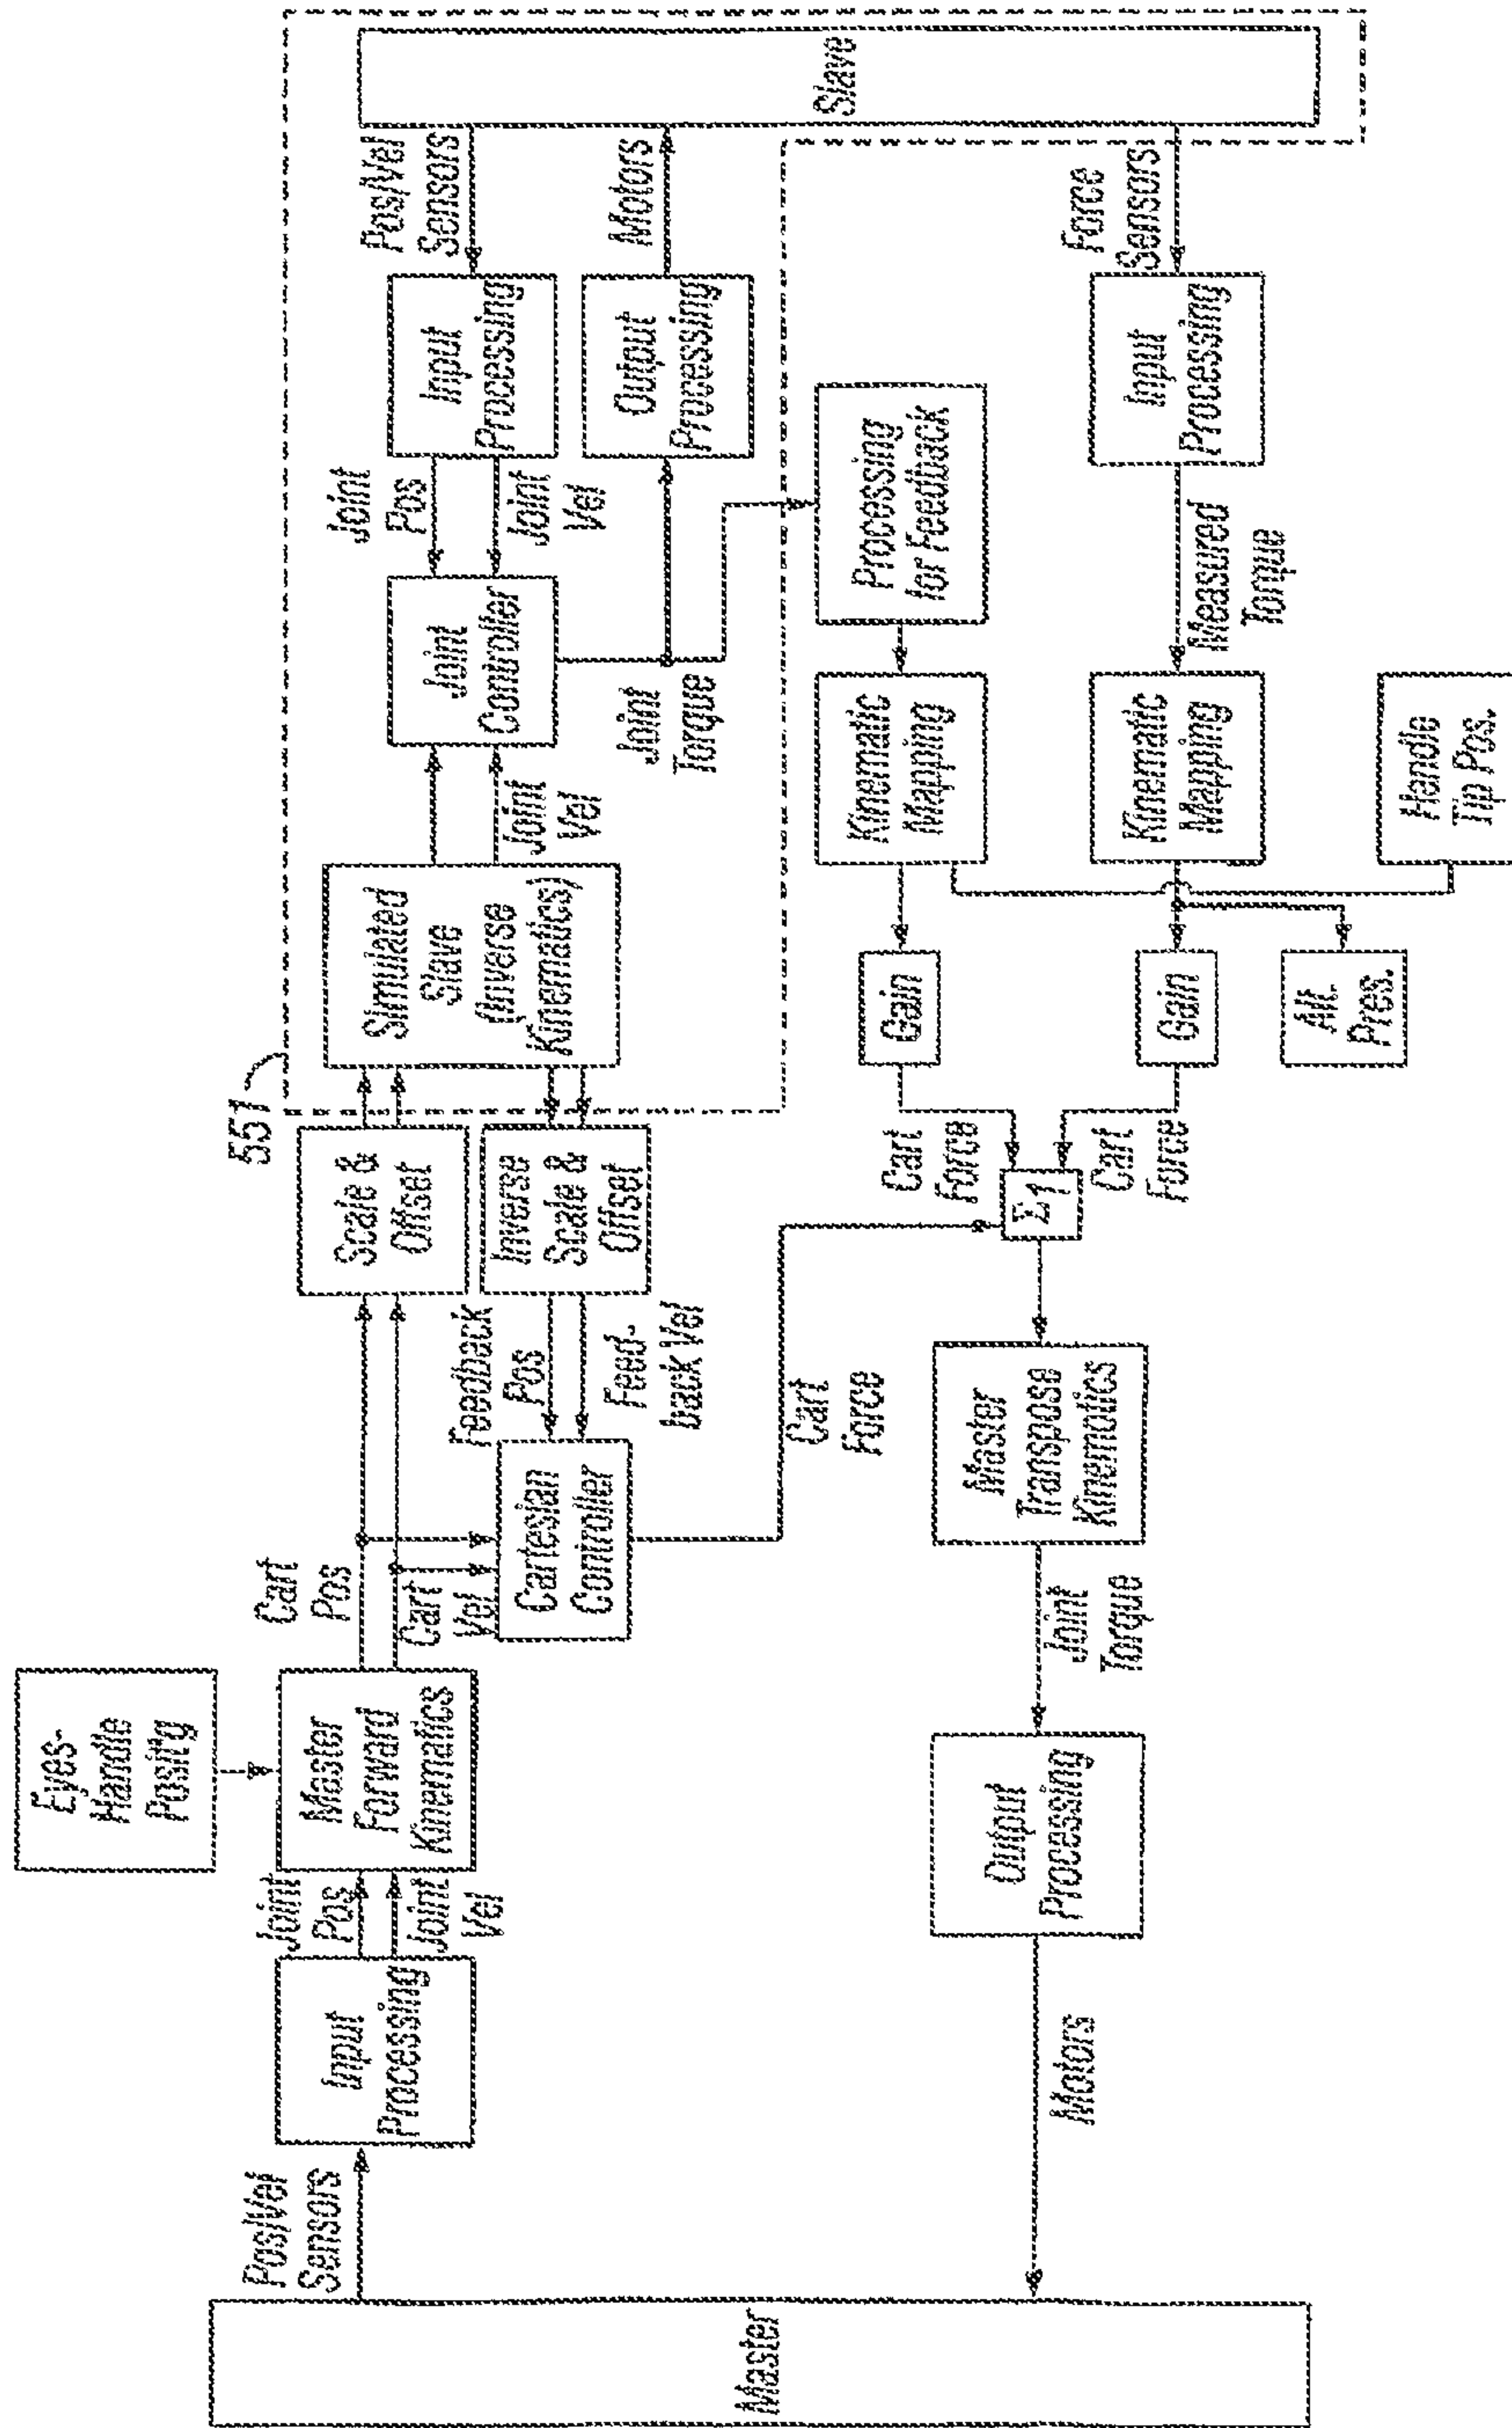 Master
Pos/Vel
Sensors
Input
Processing
Joint
Pos
Joint
Vel
Eyes-
Handle
Posit'g
Master
Forward
Kinematics
Cart
Pos
Cart
Vel
Cartesian
Controller
Feedback
Pos
Feed-
back Vel
Scale &
Offset
Inverse
Scale &
Offset
551
Simulated
Slave
(Inverse
Kinematics)
Joint
Vel
Joint
Controller
Joint
Pos
Joint
Vel
Input
Processing
Pos/Vel
Sensors
Output
Processing
Motors
Slave
Joint
Torque
Processing
for Feedback
Kinematic
Mapping
Gain
Cart
Force
Force
Sensors
Input
Processing
Measured
Torque
Kinematic
Mapping
Gain
Cart
Force
Alt.
Pres.
Handle
Tip Pos.
Σ1
Cart
Force
Master
Transpose
Kinemotics
Joint
Torque
Output
Processing
Motors